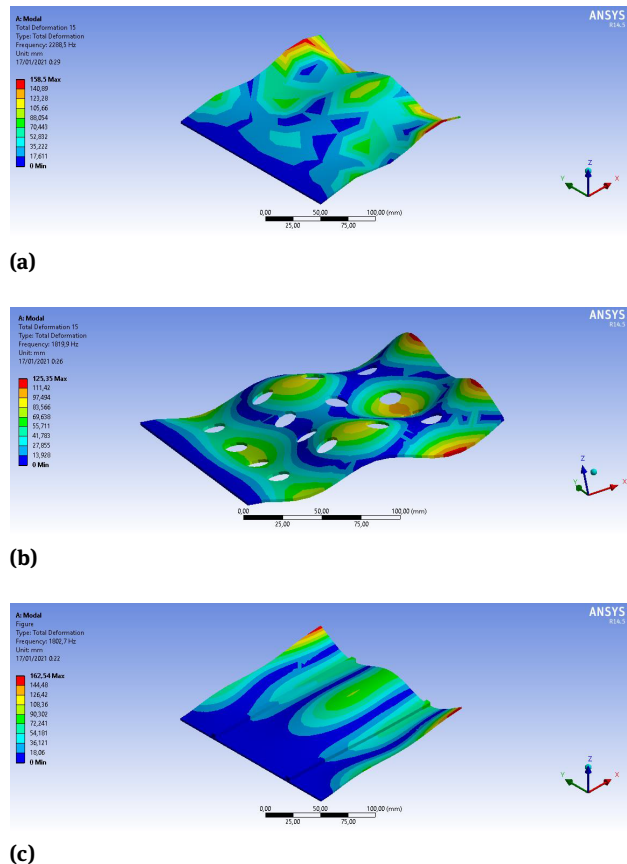 A: Modal
Total Deformation 15
Type: Total Deformation
Frequency: 2288,5 Hz
Unit: mm
17/01/2021 0:29
158,5 Max
140,89
123,28
105,66
88,054
70,443
52,832
35,222
17,611
0 Min
ANSYS
R14.5
0,00 50,00 100,00 (mm)
25,00 75,00
Z
Y X
(a)
A: Modal
Total Deformation 15
Type: Total Deformation
Frequency: 1819,9 Hz
Unit: mm
17/01/2021 0:26
125,35 Max
111,42
97,494
83,566
69,638
55,711
41,783
27,855
13,928
0 Min
ANSYS
R14.5
0,00 50,00 100,00 (mm)
25,00 75,00
Z
Y X
(b)
A: Modal
Figure
Type: Total Deformation
Frequency: 1802,7 Hz
Unit: mm
17/01/2021 0:22
162,54 Max
144,48
126,42
108,36
90,302
72,241
54,181
36,121
18,06
0 Min
ANSYS
R14.5
0,00 50,00 100,00 (mm)
25,00 75,00
Z
Y X
(c)